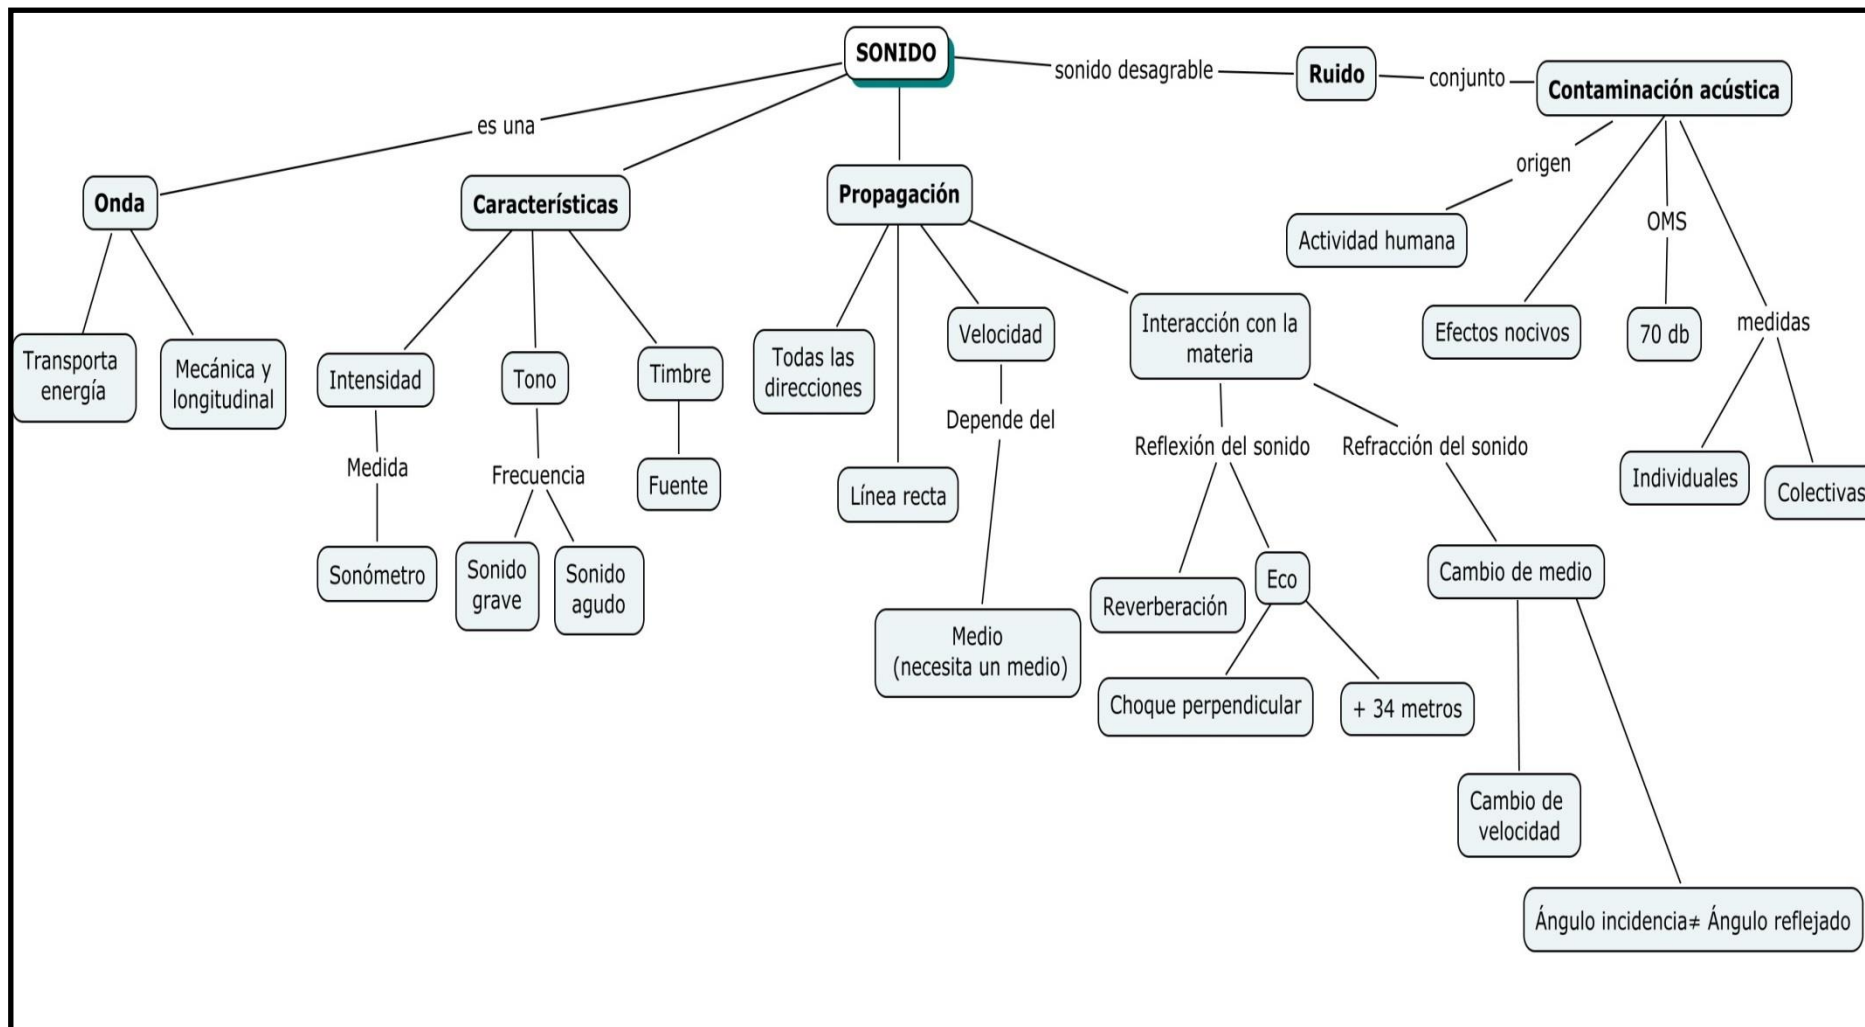 SONIDO
sonido desagrable
Ruido
conjunto
Contaminación acústica
es una
origen
Onda
Características
Propagación
Actividad humana
OMS
Transporta
energía
Mecánica y
longitudinal
Intensidad
Tono
Timbre
Todas las
direcciones
Velocidad
Interacción con la
materia
Efectos nocivos
70 db
medidas
Depende del
Medida
Frecuencia
Fuente
Línea recta
Reflexión del sonido
Refracción del sonido
Individuales
Colectivas
Sonómetro
Sonido
grave
Sonido
agudo
Medio
(necesita un medio)
Reverberación
Eco
Cambio de medio
Choque perpendicular
+ 34 metros
Cambio de
velocidad
Ángulo incidencia≠ Ángulo reflejado